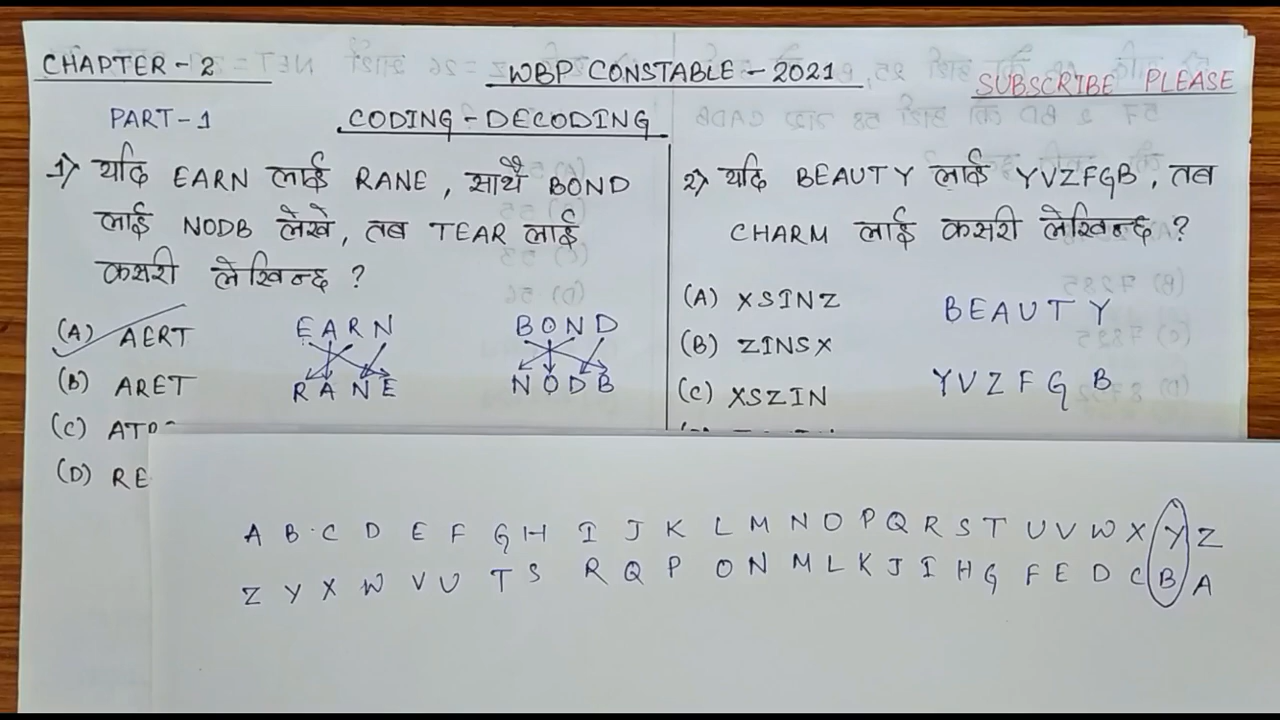 CHAPTER - 2
WBP CONSTABLE - 2021
SUBSCRIBE PLEASE
PART - 1
CODING - DECODING
1) यदि EARN लाई RANE, साथै BOND
लाई NODB लेखे, तब TEAR लाई
कसरी लेखिन्छ ?
(A) AERT
(B) ARET
(C) ATR
(D) RE
EARN
RANE
BOND
NODB
2) यदि BEAUTY लाई YVZFGB, तब
CHARM लाई कसरी लेखिन्छ ?
(A) XSINZ
(B) ZINSX
(C) XSZIN
BEAUTY
YVZFGB
A B C D E F G H I J K L M N O P Q R S T U V W X Y Z
Z Y X W V U T S R Q P O N M L K J I H G F E D C B A